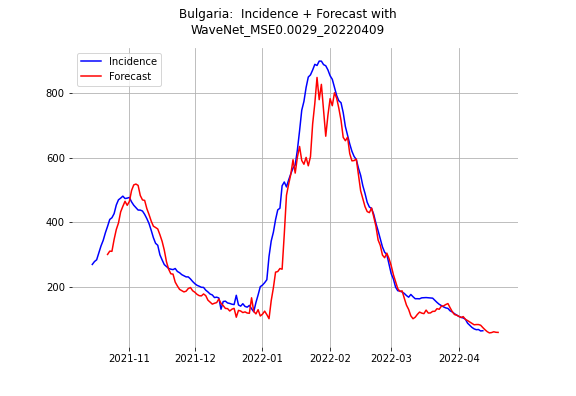 Bulgaria:  Incidence + Forecast with
WaveNet_MSE0.0029_20220409
Incidence
Forecast
800
600
400
200
2021-11
2021-12
2022-01
2022-02
2022-03
2022-04